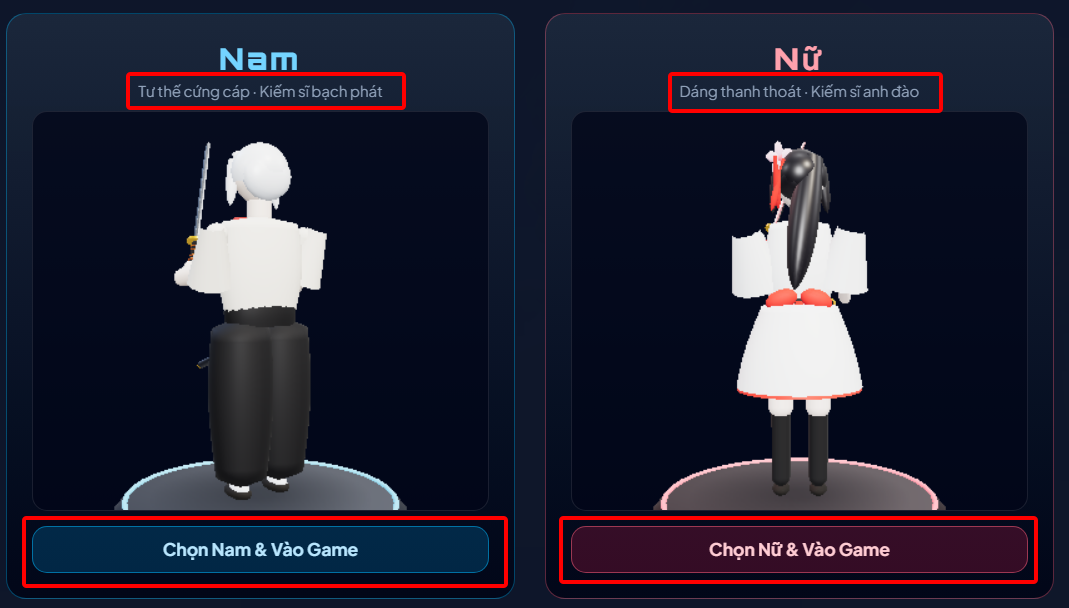 Nam
Tư thế cứng cáp · Kiếm sĩ bạch phát
Chọn Nam & Vào Game
Nữ
Dáng thanh thoát · Kiếm sĩ anh đào
Chọn Nữ & Vào Game